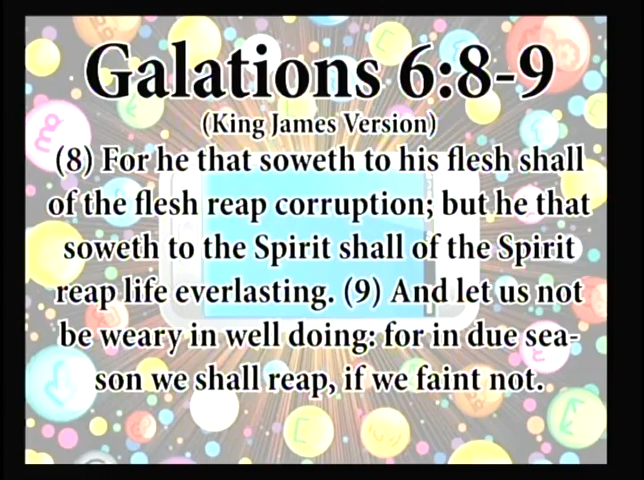 Galations 6:8-9
(King James Version)
(8) For he that soweth to his flesh shall
of the flesh reap corruption; but he that
soweth to the Spirit shall of the Spirit
reap life everlasting. (9) And let us not
be weary in well doing: for in due sea-
son we shall reap, if we faint not.